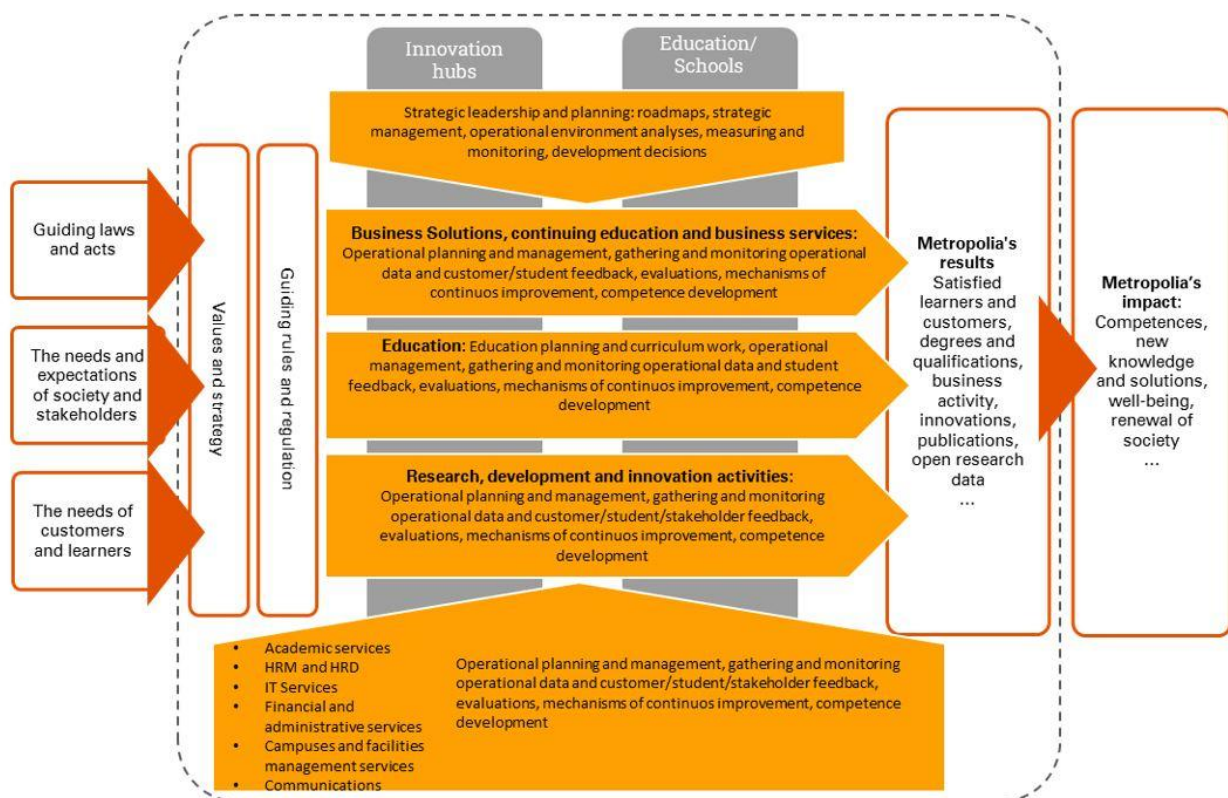 Innovation
hubs
Education/
Schools
Strategic leadership and planning: roadmaps, strategic
management, operational environment analyses, measuring and
monitoring, development decisions
Guiding laws
and acts
The needs and
expectations
of society and
stakeholders
The needs of
customers
and learners
Values and strategy
Guiding rules and regulation
Business Solutions, continuing education and business services:
Operational planning and management, gathering and monitoring operational
data and customer/student feedback, evaluations, mechanisms of
continuos improvement, competence development
Education: Education planning and curriculum work, operational
management, gathering and monitoring operational data and student
feedback, evaluations, mechanisms of continuos improvement, competence
development
Research, development and innovation activities:
Operational planning and management, gathering and monitoring
operational data and customer/student/stakeholder feedback,
evaluations, mechanisms of continuos improvement, competence
development
Metropolia's
results
Satisfied
learners and
customers,
degrees and
qualifications,
business
activity,
innovations,
publications,
open research
data
...
Metropolia's
impact:
Competences,
new
knowledge
and solutions,
well-being,
renewal of
society
...
• Academic services
• HRM and HRD
• IT Services
• Financial and
administrative services
• Campuses and facilities
management services
• Communications
Operational planning and management, gathering and monitoring
operational data and customer/student/stakeholder feedback,
evaluations, mechanisms of continuos improvement, competence
development